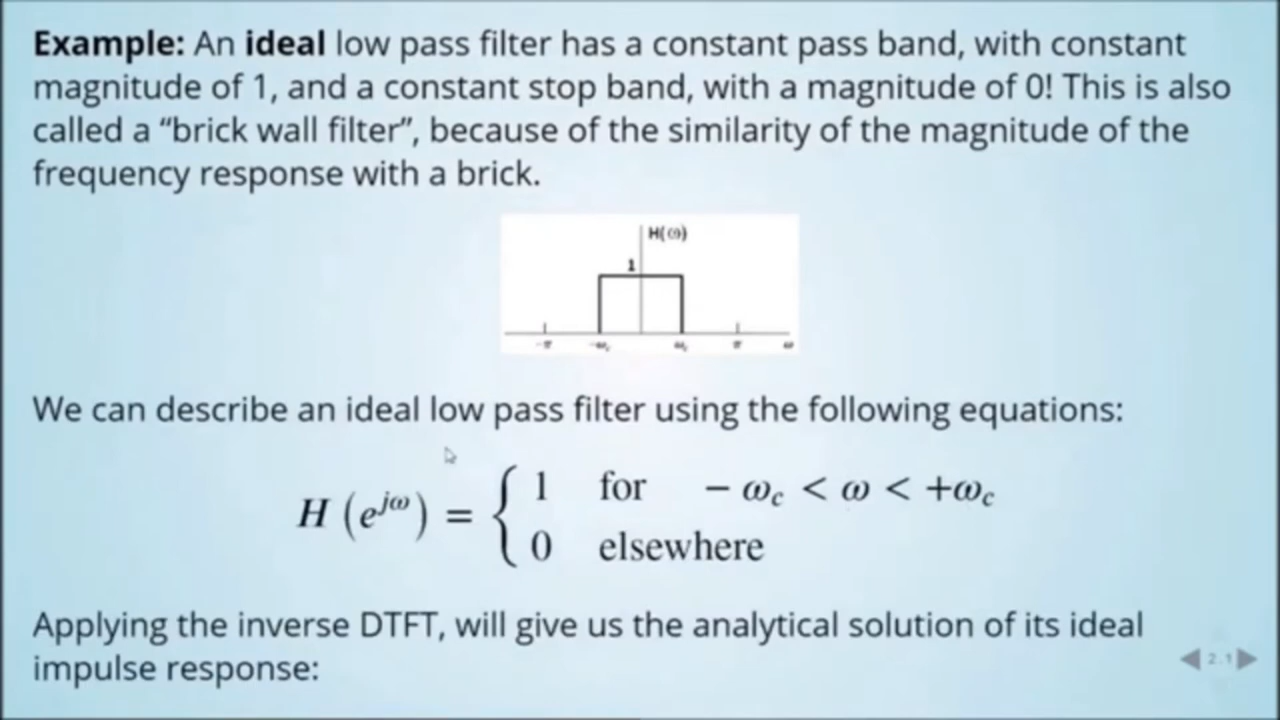 Example: An ideal low pass filter has a constant pass band, with constant
magnitude of 1, and a constant stop band, with a magnitude of 0! This is also
called a “brick wall filter”, because of the similarity of the magnitude of the
frequency response with a brick.
H(ω)
1
-π -ω_c ω_c π ω
We can describe an ideal low pass filter using the following equations:
H (e^{jω}) = { 1 for − ω_c < ω < +ω_c
0 elsewhere
Applying the inverse DTFT, will give us the analytical solution of its ideal
impulse response:
2.1